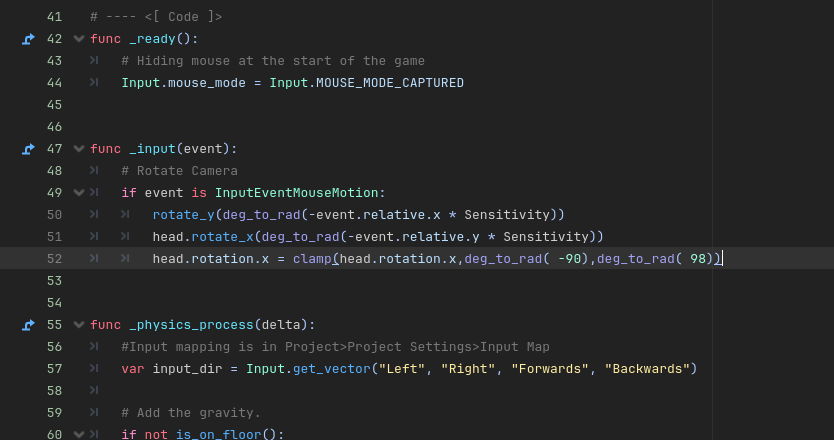 41 # ---- <[ Code ]>
42 func _ready():
43 # Hiding mouse at the start of the game
44 Input.mouse_mode = Input.MOUSE_MODE_CAPTURED
45
46
47 func _input(event):
48 # Rotate Camera
49 if event is InputEventMouseMotion:
50 rotate_y(deg_to_rad(-event.relative.x * Sensitivity))
51 head.rotate_x(deg_to_rad(-event.relative.y * Sensitivity))
52 head.rotation.x = clamp(head.rotation.x,deg_to_rad( -90),deg_to_rad( 98))
53
54
55 func _physics_process(delta):
56 #Input mapping is in Project>Project Settings>Input Map
57 var input_dir = Input.get_vector("Left", "Right", "Forwards", "Backwards")
58
59 # Add the gravity.
60 if not is_on_floor():